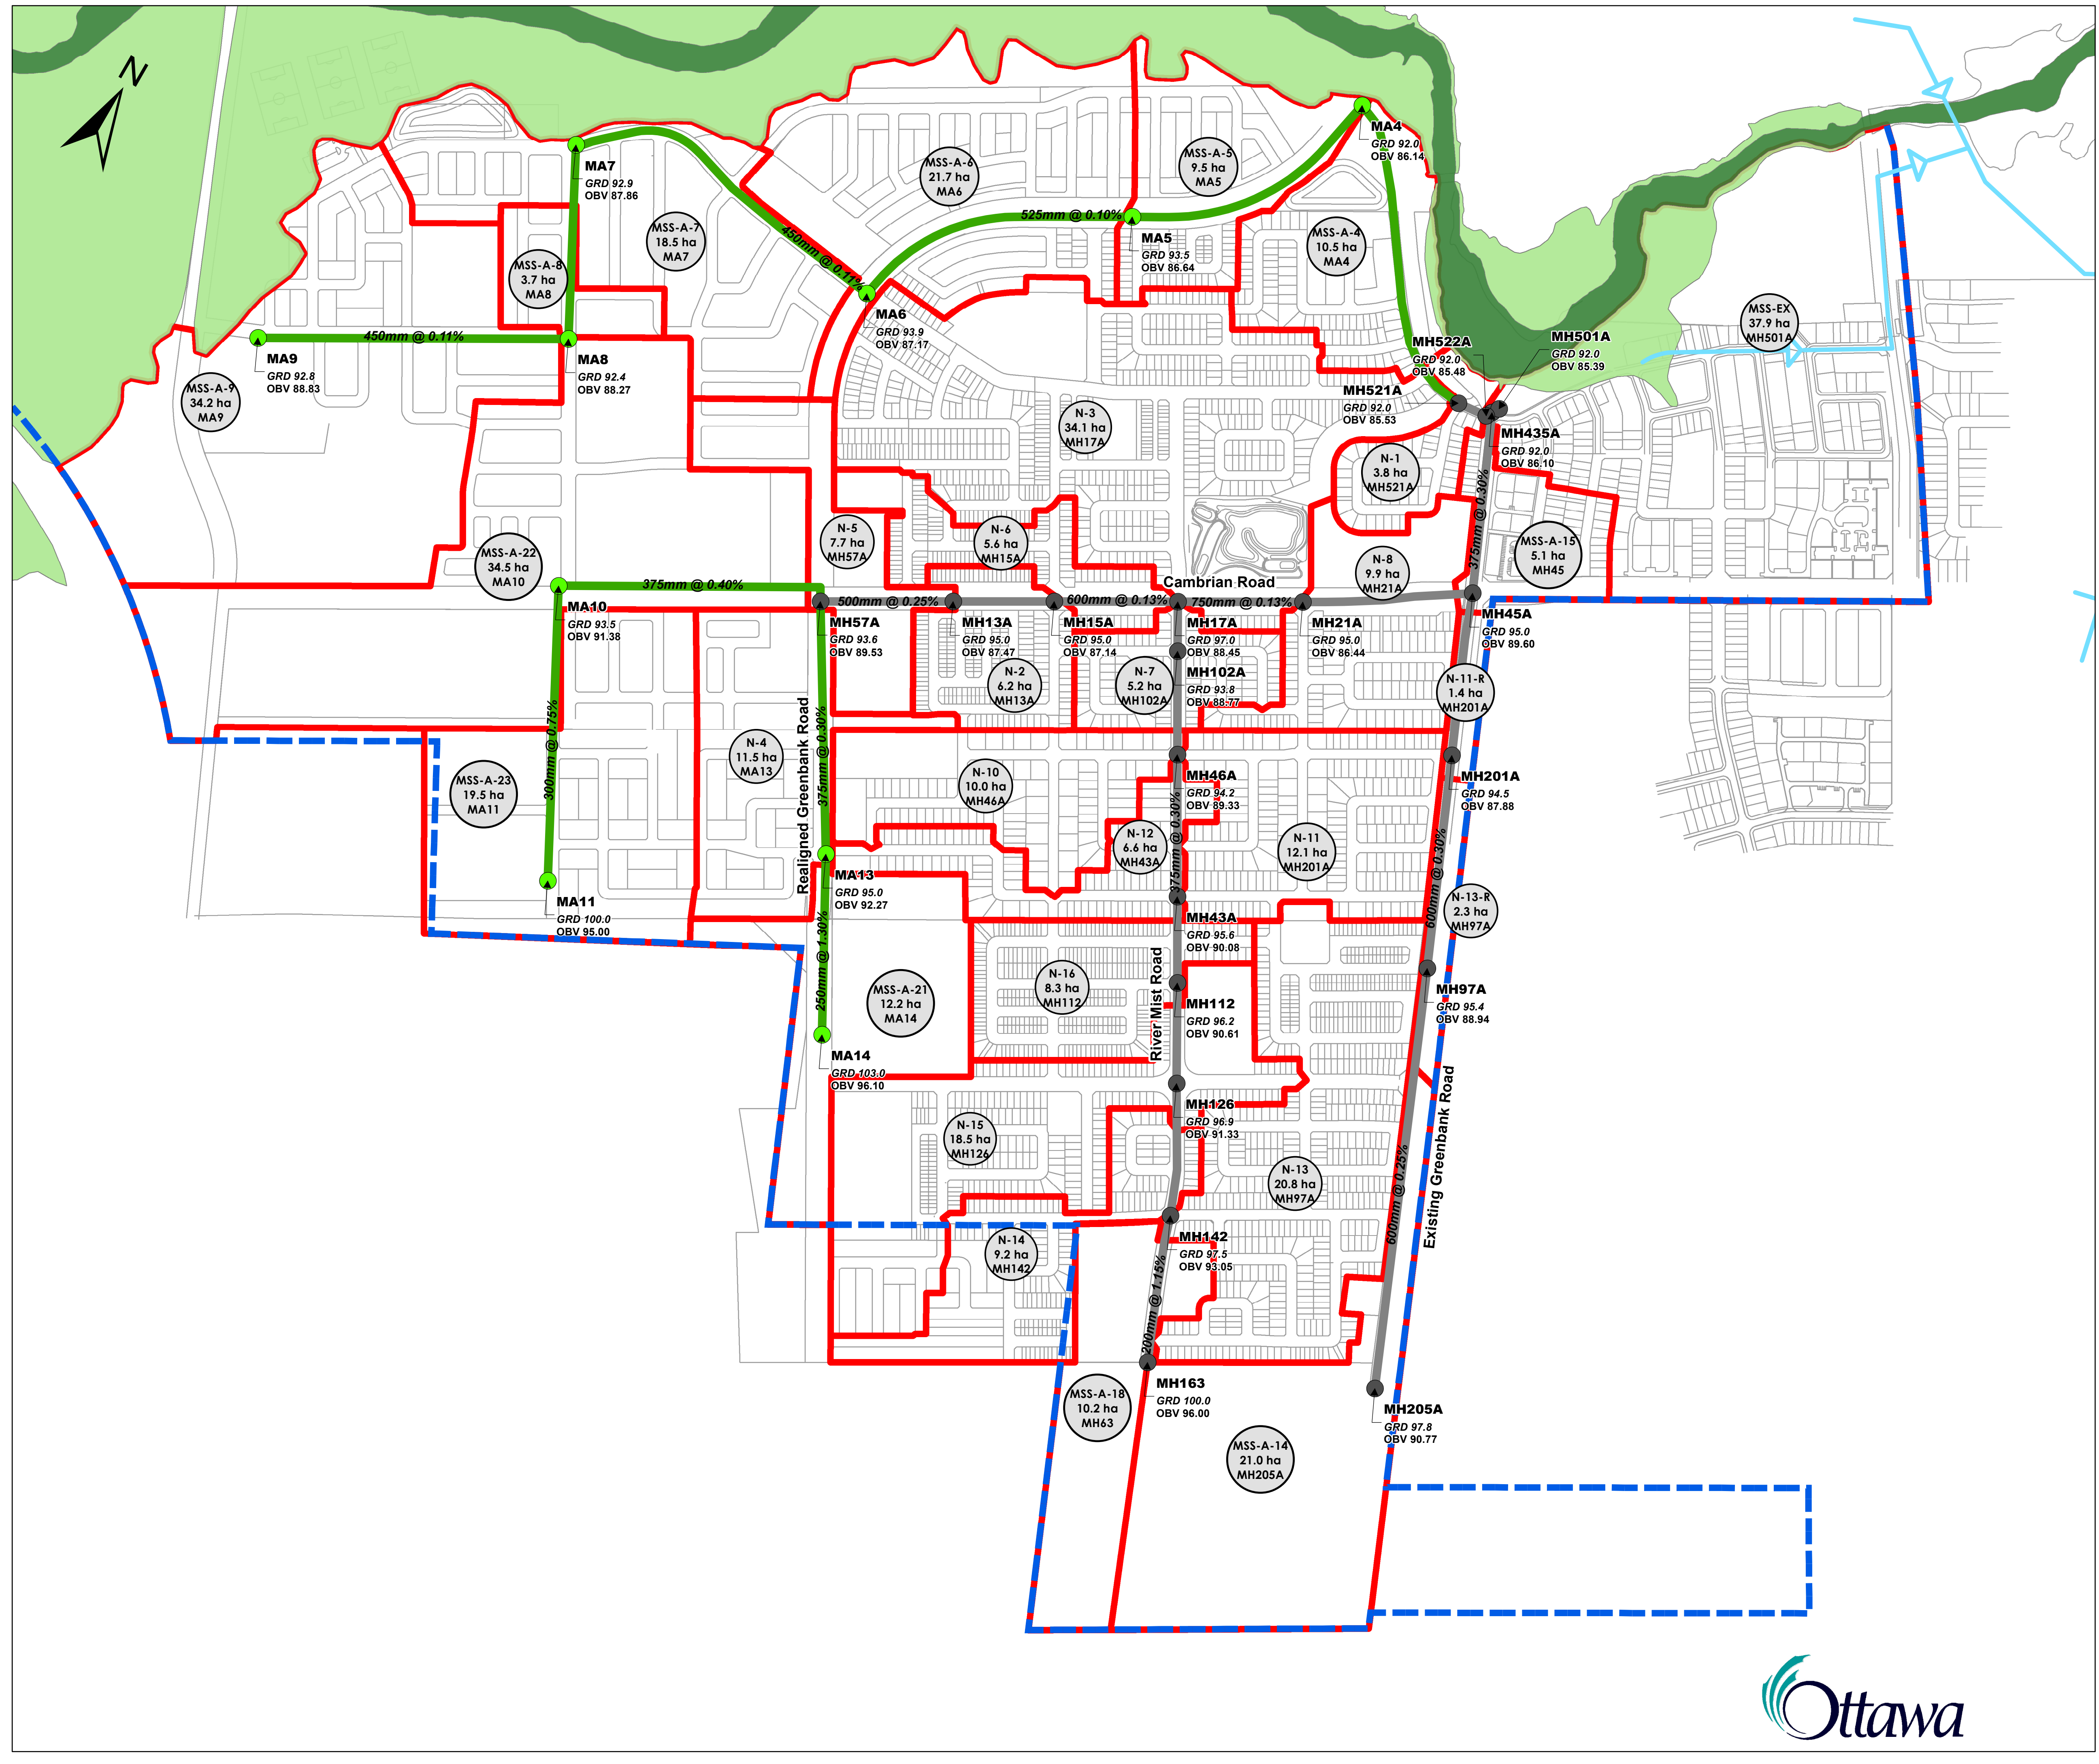 N
MA4
GRD 92.0
OBV 86.14
MA7
GRD 92.9
OBV 87.86
MSS-A-6
21.7 ha
MA6
MSS-A-5
9.5 ha
MA5
MSS-A-7
18.5 ha
MA7
525mm @ 0.10%
450mm @ 0.11%
MA5
GRD 93.5
OBV 86.64
MSS-A-4
10.5 ha
MA4
MSS-A-8
3.7 ha
MA8
MA6
GRD 93.9
OBV 87.17
MSS-EX
37.9 ha
MH501A
450mm @ 0.11%
MA9
GRD 92.8
OBV 88.83
MA8
GRD 92.4
OBV 88.27
MH522A
GRD 92.0
OBV 85.48
MH501A
GRD 92.0
OBV 85.39
MSS-A-9
34.2 ha
MA9
MH521A
GRD 92.0
OBV 85.53
N-3
34.1 ha
MH17A
MH435A
GRD 92.0
OBV 86.10
N-1
3.8 ha
MH521A
375mm @ 0.30%
MSS-A-22
34.5 ha
MA10
N-5
7.7 ha
MH57A
N-6
5.6 ha
MH15A
MSS-A-15
5.1 ha
MH45
N-8
9.9 ha
MH21A
Cambrian Road
375mm @ 0.40%
500mm @ 0.25%
600mm @ 0.13%
750mm @ 0.13%
MA10
GRD 93.5
OBV 91.38
MH57A
GRD 93.6
OBV 89.53
MH13A
GRD 95.0
OBV 87.47
MH15A
GRD 95.0
OBV 87.14
MH17A
GRD 97.0
OBV 88.45
MH21A
GRD 95.0
OBV 86.44
MH45A
GRD 95.0
OBV 89.60
N-2
6.2 ha
MH13A
N-7
5.2 ha
MH102A
MH102A
GRD 93.8
OBV 88.77
N-11-R
1.4 ha
MH201A
300mm @ 0.75%
N-4
11.5 ha
MA13
Realigned Greenbank Road
375mm @ 0.30%
MSS-A-23
19.5 ha
MA11
N-10
10.0 ha
MH46A
MH46A
GRD 94.2
OBV 89.33
MH201A
GRD 94.5
OBV 87.88
375mm @ 0.30%
N-12
6.6 ha
MH43A
N-11
12.1 ha
MH201A
600mm @ 0.30%
MA11
GRD 100.0
OBV 95.00
MA13
GRD 95.0
OBV 92.27
MH43A
GRD 95.6
OBV 90.08
N-13-R
2.3 ha
MH97A
250mm @ 1.30%
MSS-A-21
12.2 ha
MA14
N-16
8.3 ha
MH112
River Mist Road
MH112
GRD 96.2
OBV 90.61
MH97A
GRD 95.4
OBV 88.94
MA14
GRD 103.0
OBV 96.10
MH126
GRD 96.9
OBV 91.33
N-15
18.5 ha
MH126
N-13
20.8 ha
MH97A
600mm @ 0.25%
Existing Greenbank Road
N-14
9.2 ha
MH142
MH142
GRD 97.5
OBV 93.05
200mm @ 1.15%
MSS-A-18
10.2 ha
MH63
MH163
GRD 100.0
OBV 96.00
MH205A
GRD 97.8
OBV 90.77
MSS-A-14
21.0 ha
MH205A
Ottawa